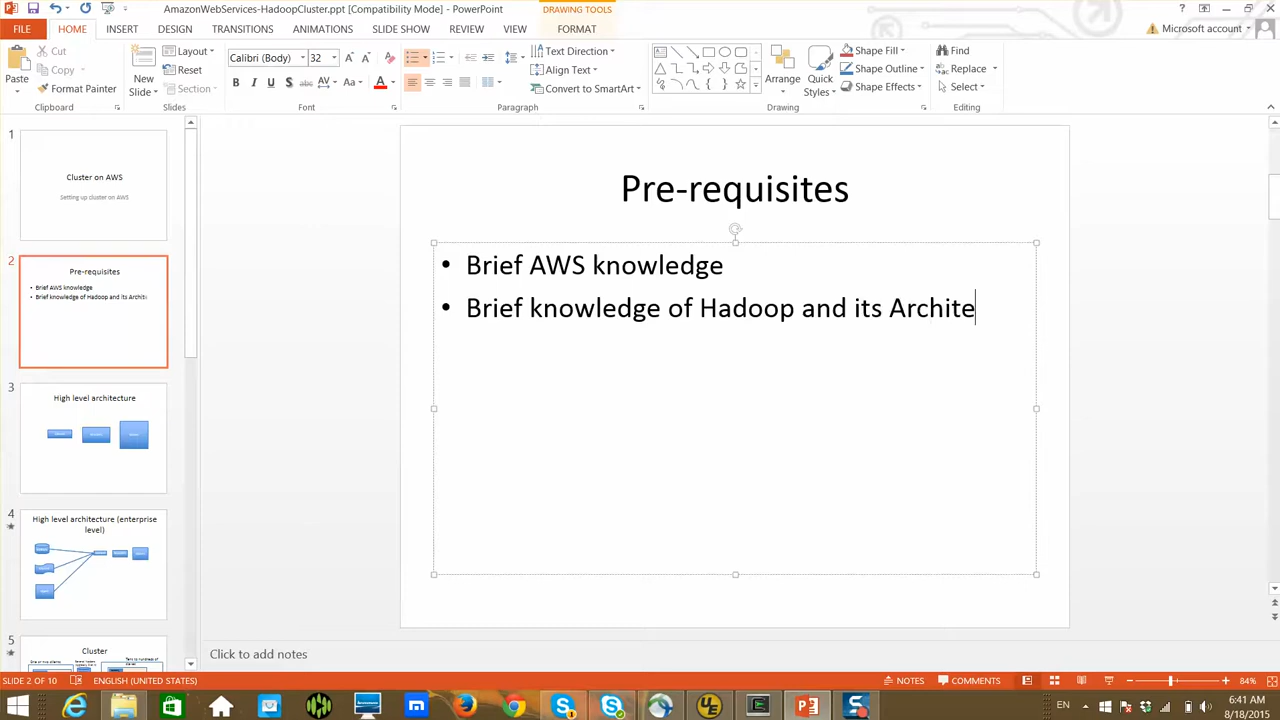 AmazonWebServices-HadoopCluster.ppt [Compatibility Mode] - PowerPoint
DRAWING TOOLS
FILE HOME INSERT DESIGN TRANSITIONS ANIMATIONS SLIDE SHOW REVIEW VIEW FORMAT
Microsoft account
Paste
Cut
Copy
Format Painter
Clipboard
New
Slide
Layout
Reset
Section
Slides
Calibri (Body) 32
Font
Text Direction
Align Text
Convert to SmartArt
Paragraph
Arrange
Quick
Styles
Shape Fill
Shape Outline
Shape Effects
Drawing
Find
Replace
Select
Editing
1
Cluster on AWS
Setting up cluster on AWS
2
Pre-requisites
• Brief AWS knowledge
• Brief knowledge of Hadoop and its Archite
3
High level architecture
4
High level architecture (enterprise
level)
5
Cluster
Pre-requisites
• Brief AWS knowledge
• Brief knowledge of Hadoop and its Archite
Click to add notes
SLIDE 2 OF 10 ENGLISH (UNITED STATES) NOTES COMMENTS 84%
EN 6:41 AM
8/18/2015